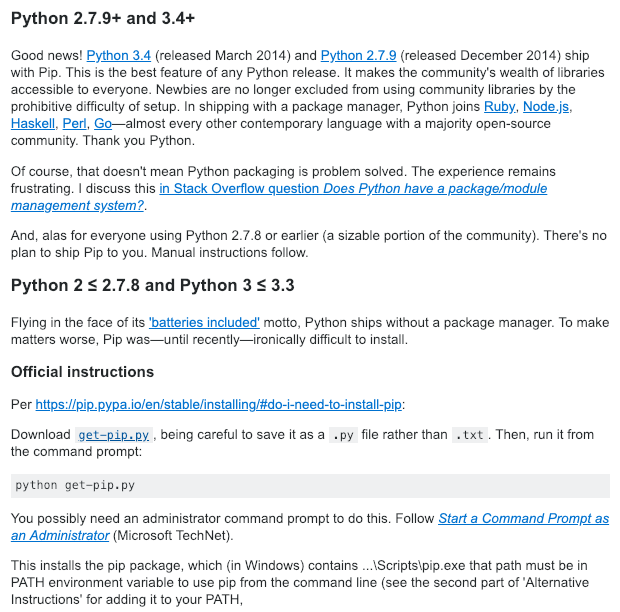 Python 2.7.9+ and 3.4+
Good news! Python 3.4 (released March 2014) and Python 2.7.9 (released December 2014) ship
with Pip. This is the best feature of any Python release. It makes the community's wealth of libraries
accessible to everyone. Newbies are no longer excluded from using community libraries by the
prohibitive difficulty of setup. In shipping with a package manager, Python joins Ruby, Node.js,
Haskell, Perl, Go—almost every other contemporary language with a majority open-source
community. Thank you Python.
Of course, that doesn't mean Python packaging is problem solved. The experience remains
frustrating. I discuss this in Stack Overflow question Does Python have a package/module
management system?.
And, alas for everyone using Python 2.7.8 or earlier (a sizable portion of the community). There's no
plan to ship Pip to you. Manual instructions follow.
Python 2 ≤ 2.7.8 and Python 3 ≤ 3.3
Flying in the face of its 'batteries included' motto, Python ships without a package manager. To make
matters worse, Pip was—until recently—ironically difficult to install.
Official instructions
Per https://pip.pypa.io/en/stable/installing/#do-i-need-to-install-pip:
Download get-pip.py, being careful to save it as a .py file rather than .txt. Then, run it from
the command prompt:
python get-pip.py
You possibly need an administrator command prompt to do this. Follow Start a Command Prompt as
an Administrator (Microsoft TechNet).
This installs the pip package, which (in Windows) contains ...\Scripts\pip.exe that path must be in
PATH environment variable to use pip from the command line (see the second part of 'Alternative
Instructions' for adding it to your PATH,